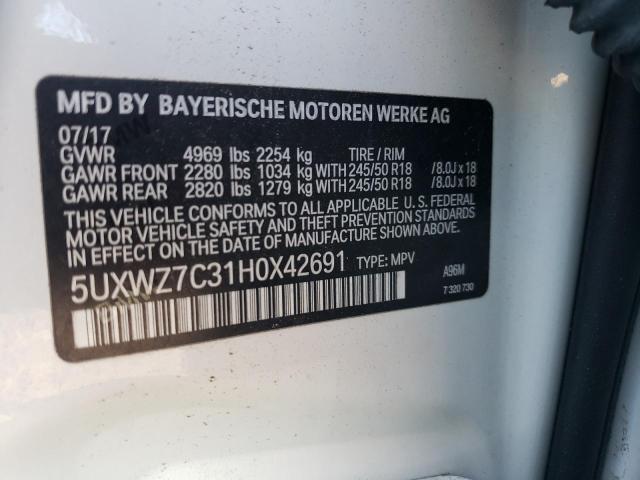 MFD BY BAYERISCHE MOTOREN WERKE AG
07/17
GVWR 4969 lbs 2254 kg TIRE / RIM
GAWR FRONT 2280 lbs 1034 kg WITH 245/50 R18 /8.0J x 18
GAWR REAR 2820 lbs 1279 kg WITH 245/50 R18 /8.0J x 18
THIS VEHICLE CONFORMS TO ALL APPLICABLE U. S. FEDERAL
MOTOR VEHICLE SAFETY AND THEFT PREVENTION STANDARDS
IN EFFECT ON DATE OF MANUFACTURE SHOWN ABOVE.
5UXWZ7C31H0X42691 TYPE: MPV A96M
7 320 730